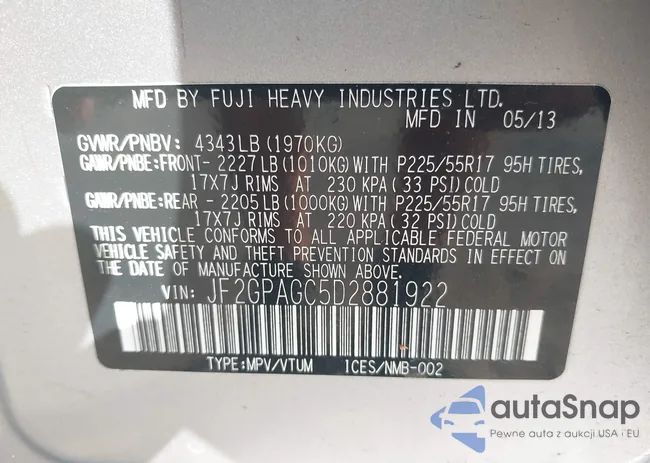 MFD BY FUJI HEAVY INDUSTRIES LTD.
MFD IN 05/13
GVWR/PNBV: 4343LB (1970KG)
GAWR/PNBE:FRONT- 2227LB(1010KG)WITH P225/55R17 95H TIRES,
17X7J RIMS AT 230 KPA (33 PSI)COLD
GAWR/PNBE:REAR - 2205LB(1000KG)WITH P225/55R17 95H TIRES,
17X7J RIMS AT 220 KPA(32 PSI)COLD
THIS VEHICLE CONFORMS TO ALL APPLICABLE FEDERAL MOTOR
VEHICLE SAFETY AND THEFT PREVENTION STANDARDS IN EFFECT ON
THE DATE OF MANUFACTURE SHOWN ABOVE.
VIN: JF2GPAGC5D2881922
TYPE:MPV/VTUM ICES/NMB-002
autaSnap
Pewne auta z aukcji USA i EU